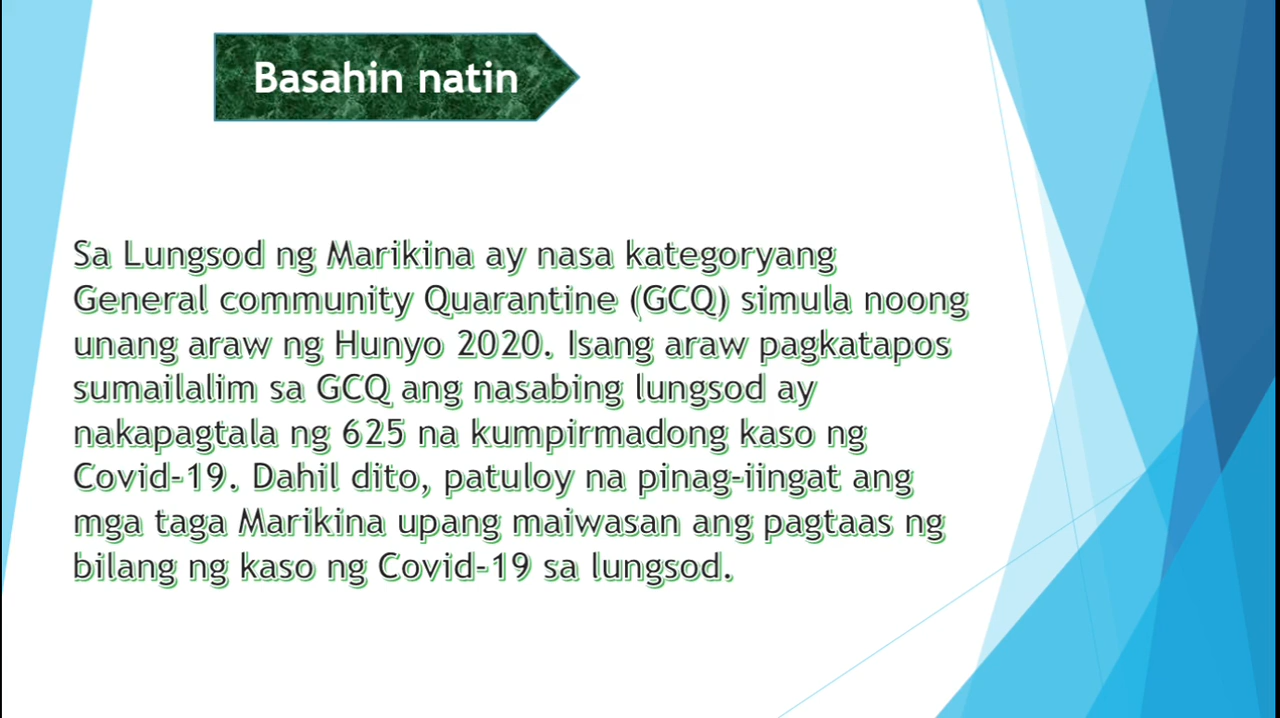 Basahin natin
Sa Lungsod ng Marikina ay nasa kategoryang
General community Quarantine (GCQ) simula noong
unang araw ng Hunyo 2020. Isang araw pagkatapos
sumailalim sa GCQ ang nasabing lungsod ay
nakapagtala ng 625 na kumpirmadong kaso ng
Covid-19. Dahil dito, patuloy na pinag-iingat ang
mga taga Marikina upang maiwasan ang pagtaas ng
bilang ng kaso ng Covid-19 sa lungsod.